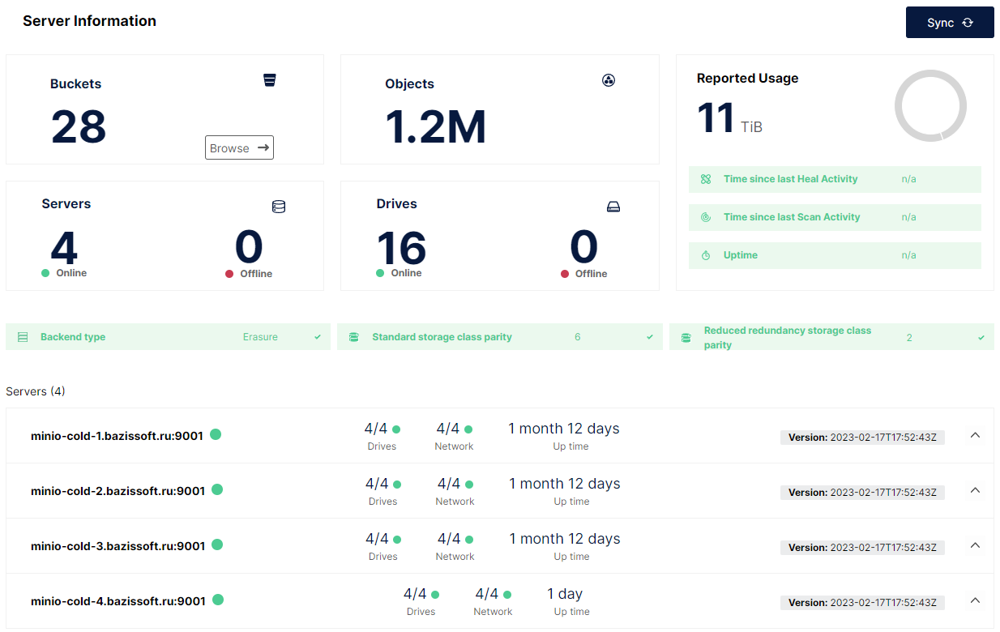 Server Information
Sync
Buckets
28
Browse
Objects
1.2M
Reported Usage
11 TiB
Time since last Heal Activity n/a
Time since last Scan Activity n/a
Uptime n/a
Servers
4
Online
0
Offline
Drives
16
Online
0
Offline
Backend type Erasure
Standard storage class parity 6
Reduced redundancy storage class
parity
2
Servers (4)
minio-cold-1.bazissoft.ru:9001 4/4 4/4 1 month 12 days Version: 2023-02-17T17:52:43Z
Drives Network Up time
minio-cold-2.bazissoft.ru:9001 4/4 4/4 1 month 12 days Version: 2023-02-17T17:52:43Z
Drives Network Up time
minio-cold-3.bazissoft.ru:9001 4/4 4/4 1 month 12 days Version: 2023-02-17T17:52:43Z
Drives Network Up time
minio-cold-4.bazissoft.ru:9001 4/4 4/4 1 day Version: 2023-02-17T17:52:43Z
Drives Network Up time